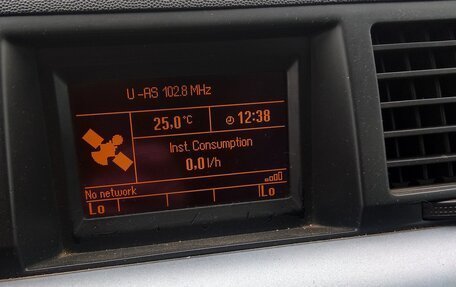 U-AS 102.8 MHz
25,0°C 12:38
Inst. Consumption
0,0 l/h
No network
Lo Lo